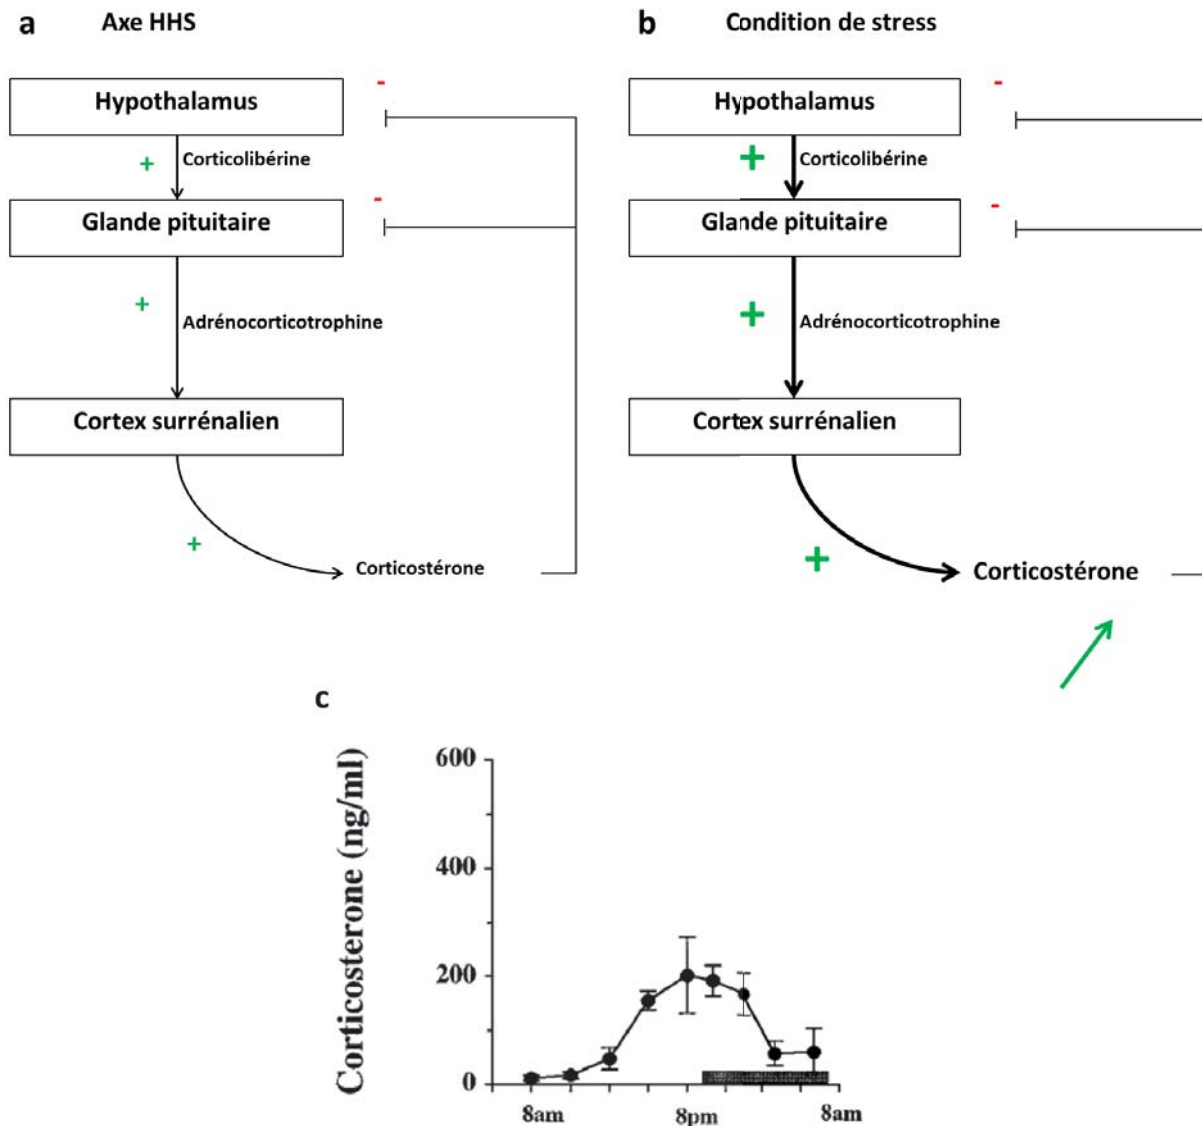 a Axe HHS
Hypothalamus
-
+ Corticolibérine
-
Glande pituitaire
+
Adrénocorticotrophine
Cortex surrénalien
+
Corticostérone
b Condition de stress
Hypothalamus
-
+ Corticolibérine
-
Glande pituitaire
+
Adrénocorticotrophine
Cortex surrénalien
+
Corticostérone
c
Corticosterone (ng/ml)
600
400
200
0
8am 8pm 8am